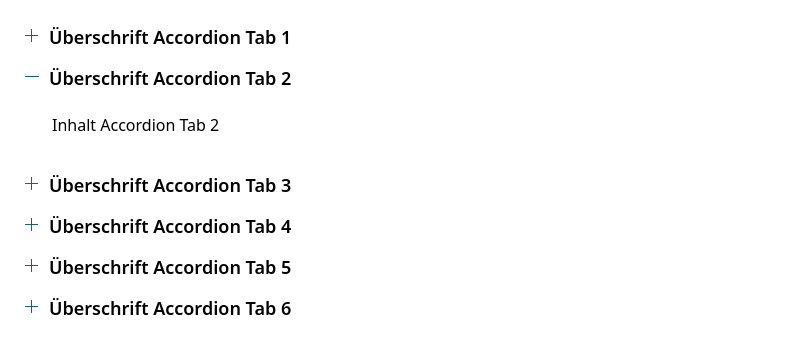 Überschrift Accordion Tab 1
Überschrift Accordion Tab 2
Inhalt Accordion Tab 2
Überschrift Accordion Tab 3
Überschrift Accordion Tab 4
Überschrift Accordion Tab 5
Überschrift Accordion Tab 6